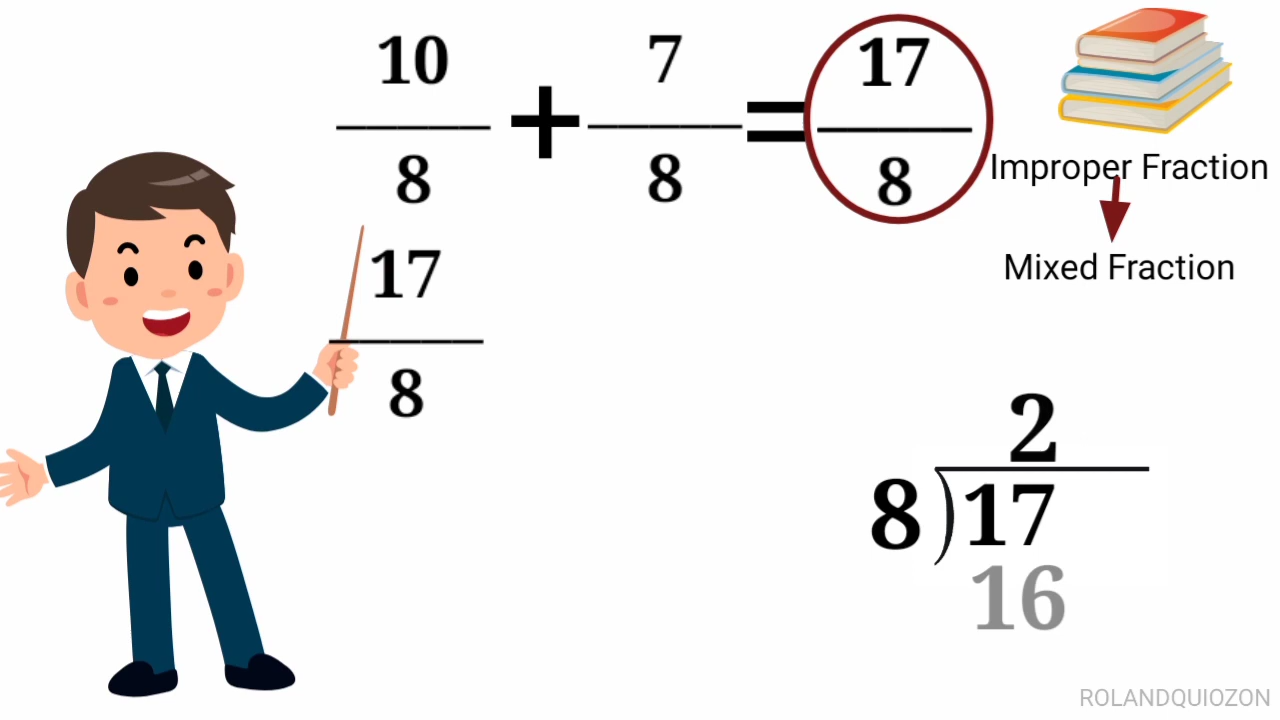 10 7 17
+ =
8 8 8
Improper Fraction
Mixed Fraction
17
8
2
8)17
16
ROLANDQUIOZON